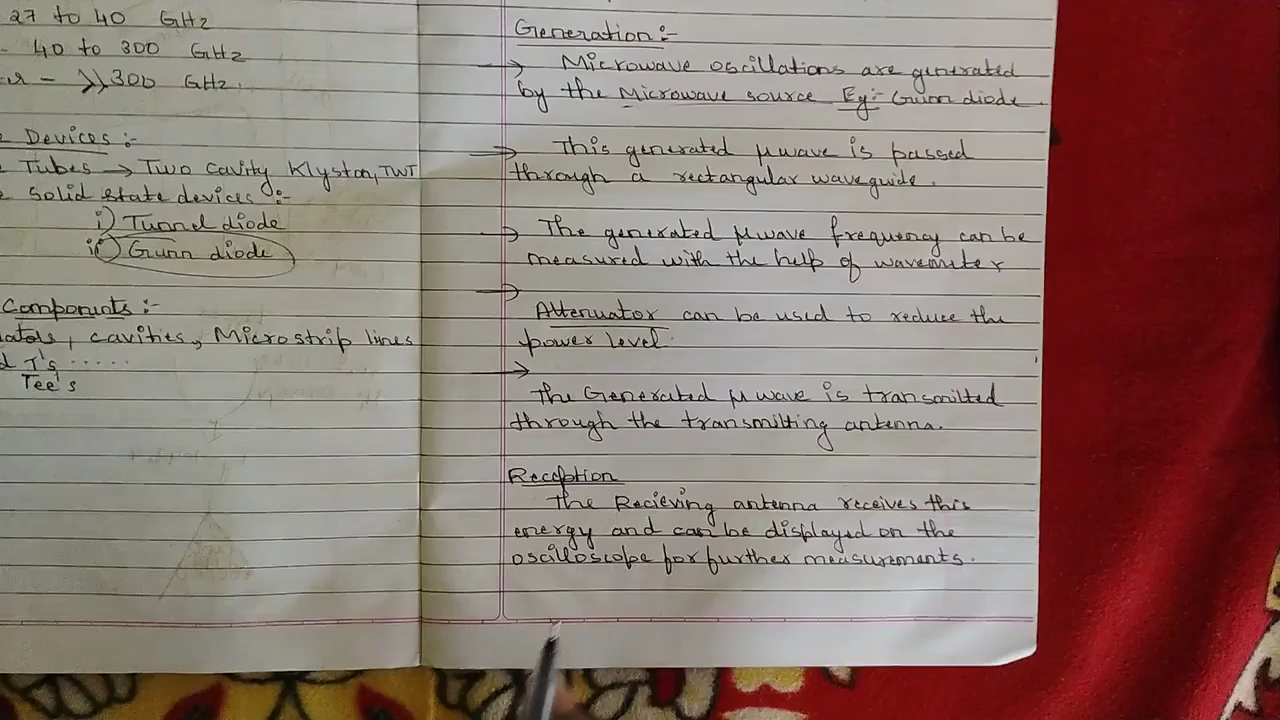 27 to 40 GHz
40 to 300 GHz
- >>300 GHz.
Devices :-
Tubes → Two cavity Klyston, TWT
Solid state devices :-
i) Tunnel diode
ii) Gunn diode
Components :-
cavities, Microstrip lines
T's .....
Tee's
Generation :-
→ Microwave oscillations are generated
by the Microwave source Eg:- Gunn diode.
→ This generated μwave is passed
through a rectangular waveguide.
→ The generated μwave frequency can be
measured with the help of wavemeter
→
Attenuator can be used to reduce the
power level.
→
The Generated μwave is transmitted
through the transmitting antenna.
Reception
The Recieving antenna receives this
energy and can be displayed on the
oscilloscope for further measurements.